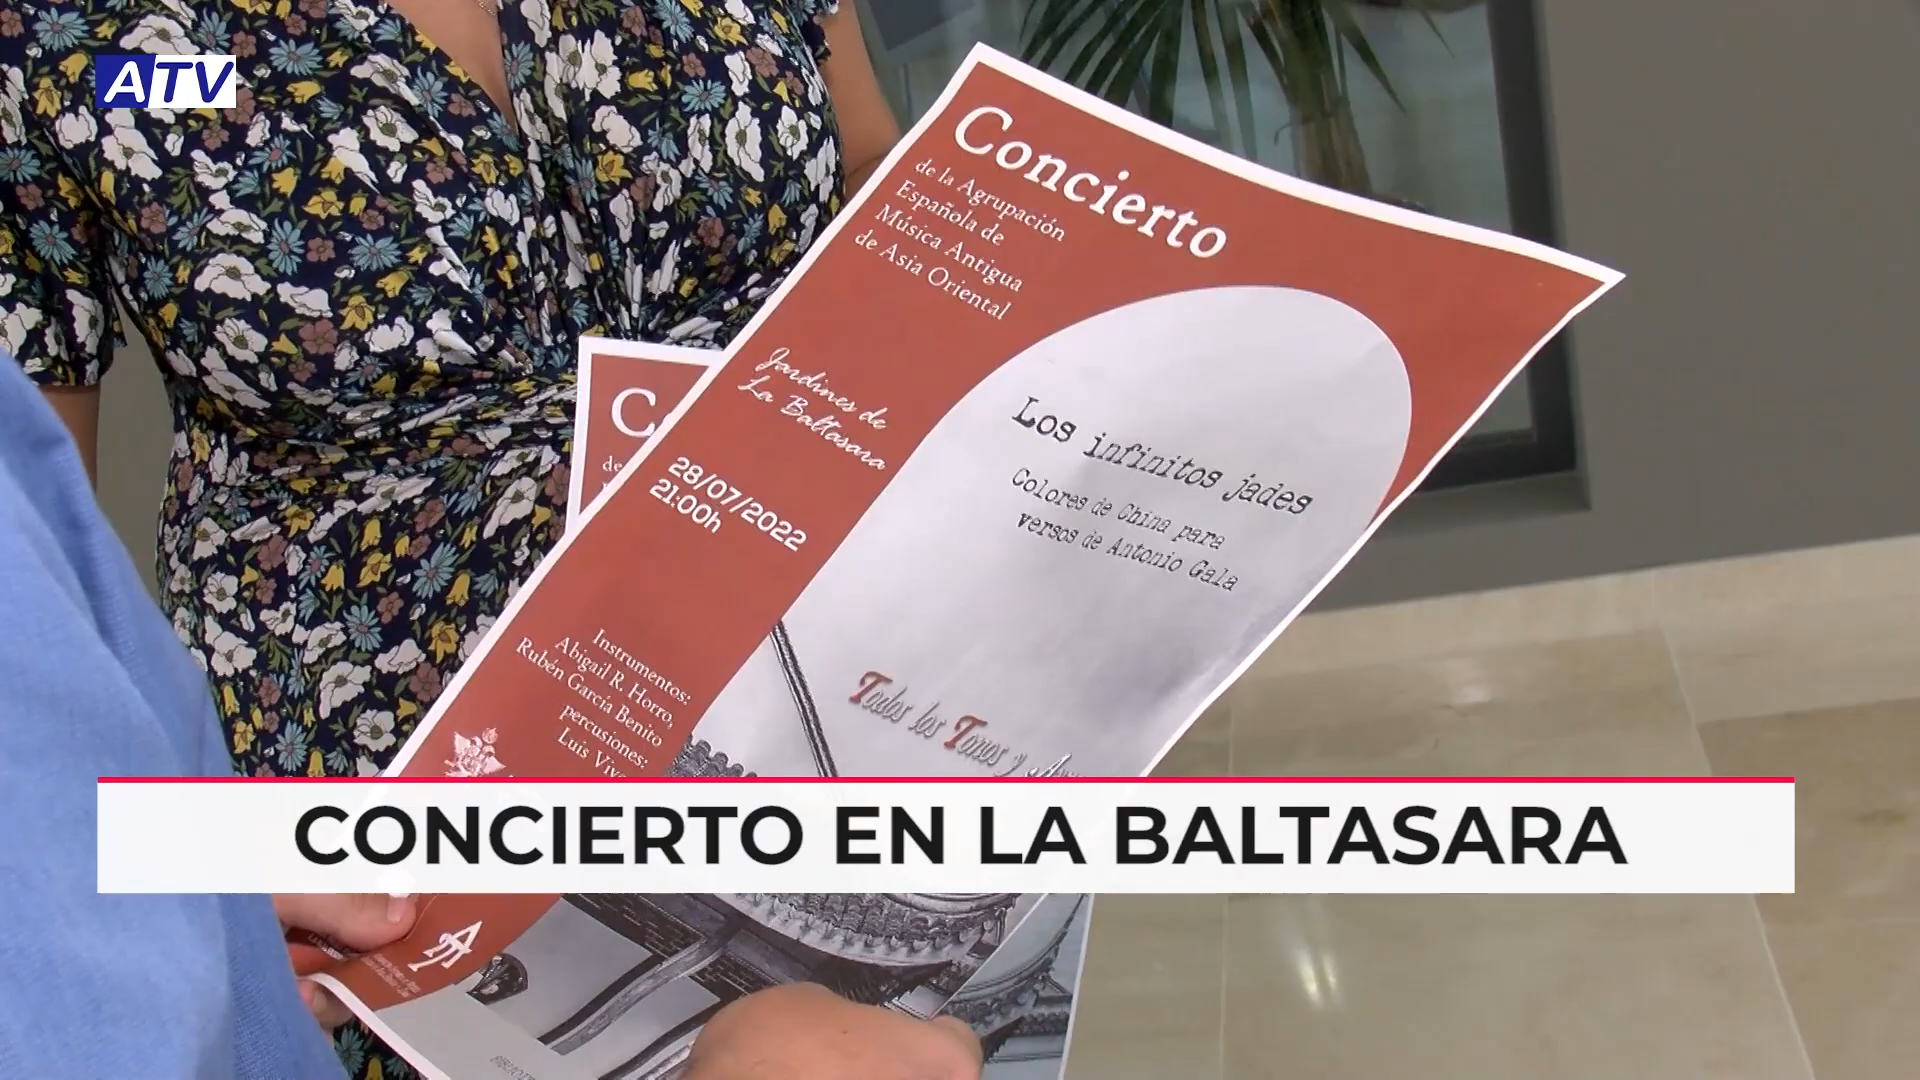 ATV
Concierto
de la Agrupación
Española de
Música Antigua
de Asia Oriental
Jardines de
La Baltasara
28/07/2022
21:00h
Los infinitos jades
Colores de China para
versos de Antonio Gala
Todos los Tonos y
Instrumentos:
Abigail R. Horro,
Rubén García Benito
percusiones:
Luis
CONCIERTO EN LA BALTASARA